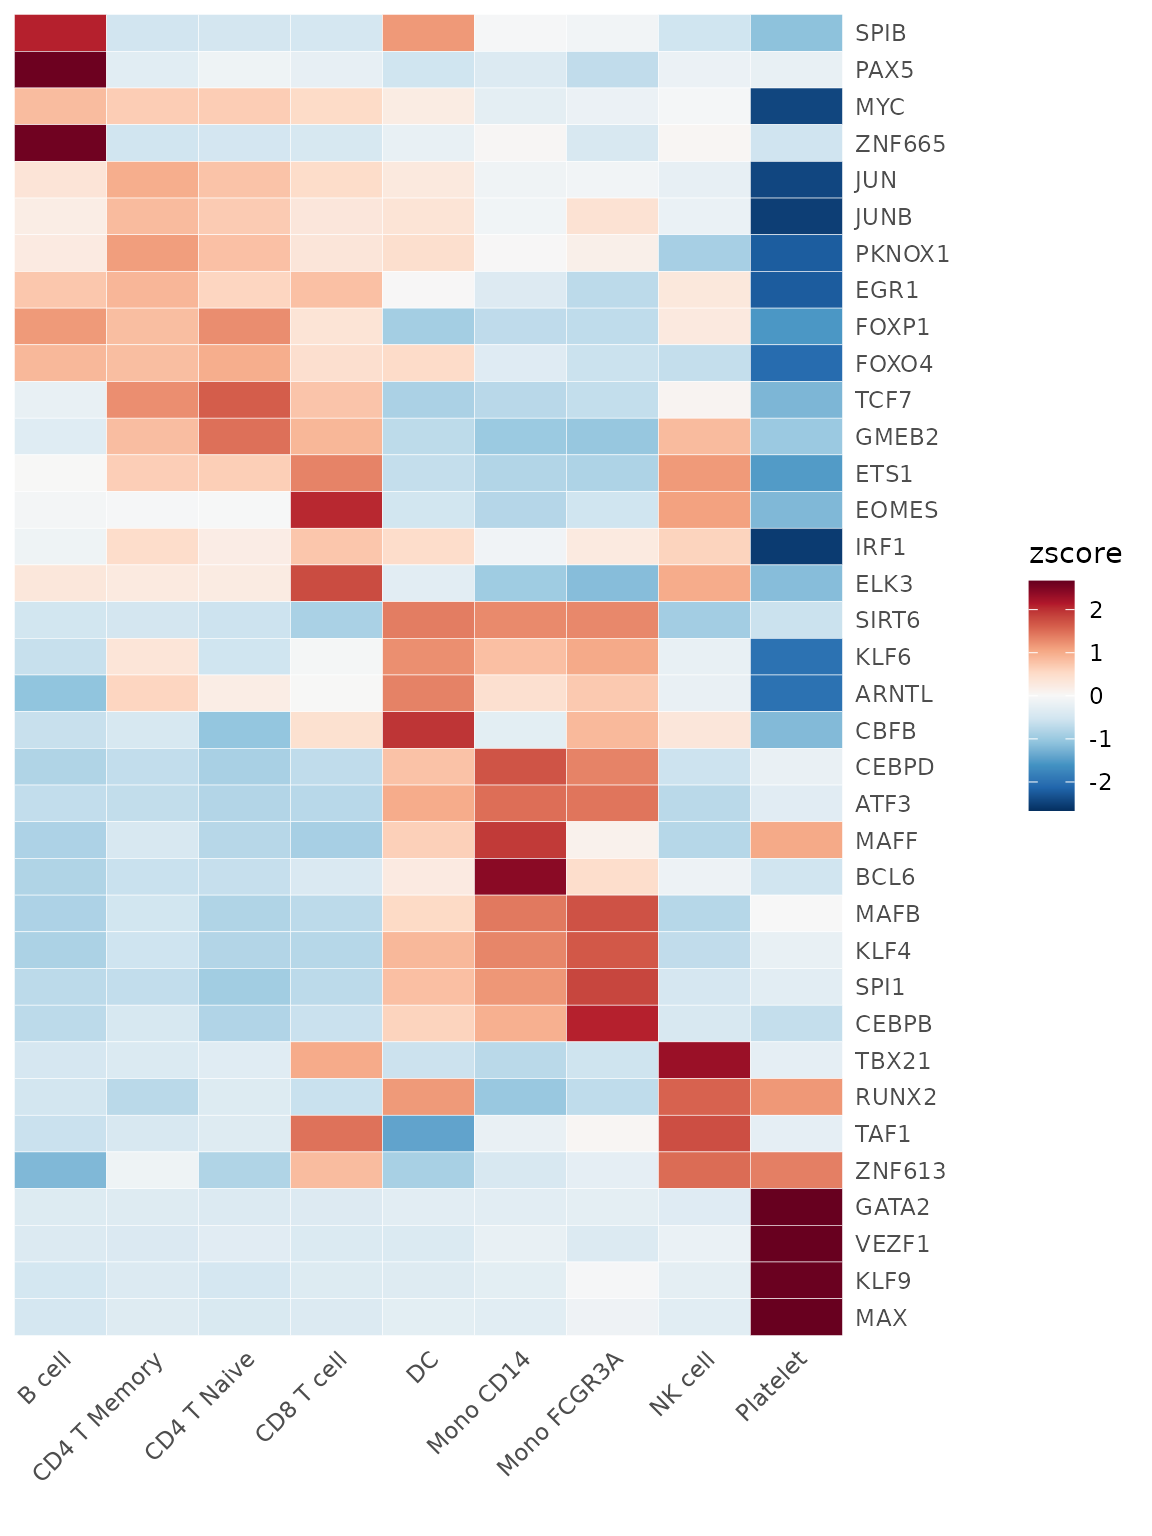 SPIB
PAX5
MYC
ZNF665
JUN
JUNB
PKNOX1
EGR1
FOXP1
FOXO4
TCF7
GMEB2
ETS1
EOMES
IRF1
ELK3
SIRT6
KLF6
ARNTL
CBFB
CEBPD
ATF3
MAFF
BCL6
MAFB
KLF4
SPI1
CEBPB
TBX21
RUNX2
TAF1
ZNF613
GATA2
VEZF1
KLF9
MAX
zscore
2
1
0
-1
-2
B cell
CD4 T Memory
CD4 T Naive
CD8 T cell
DC
Mono CD14
Mono FCGR3A
NK cell
Platelet